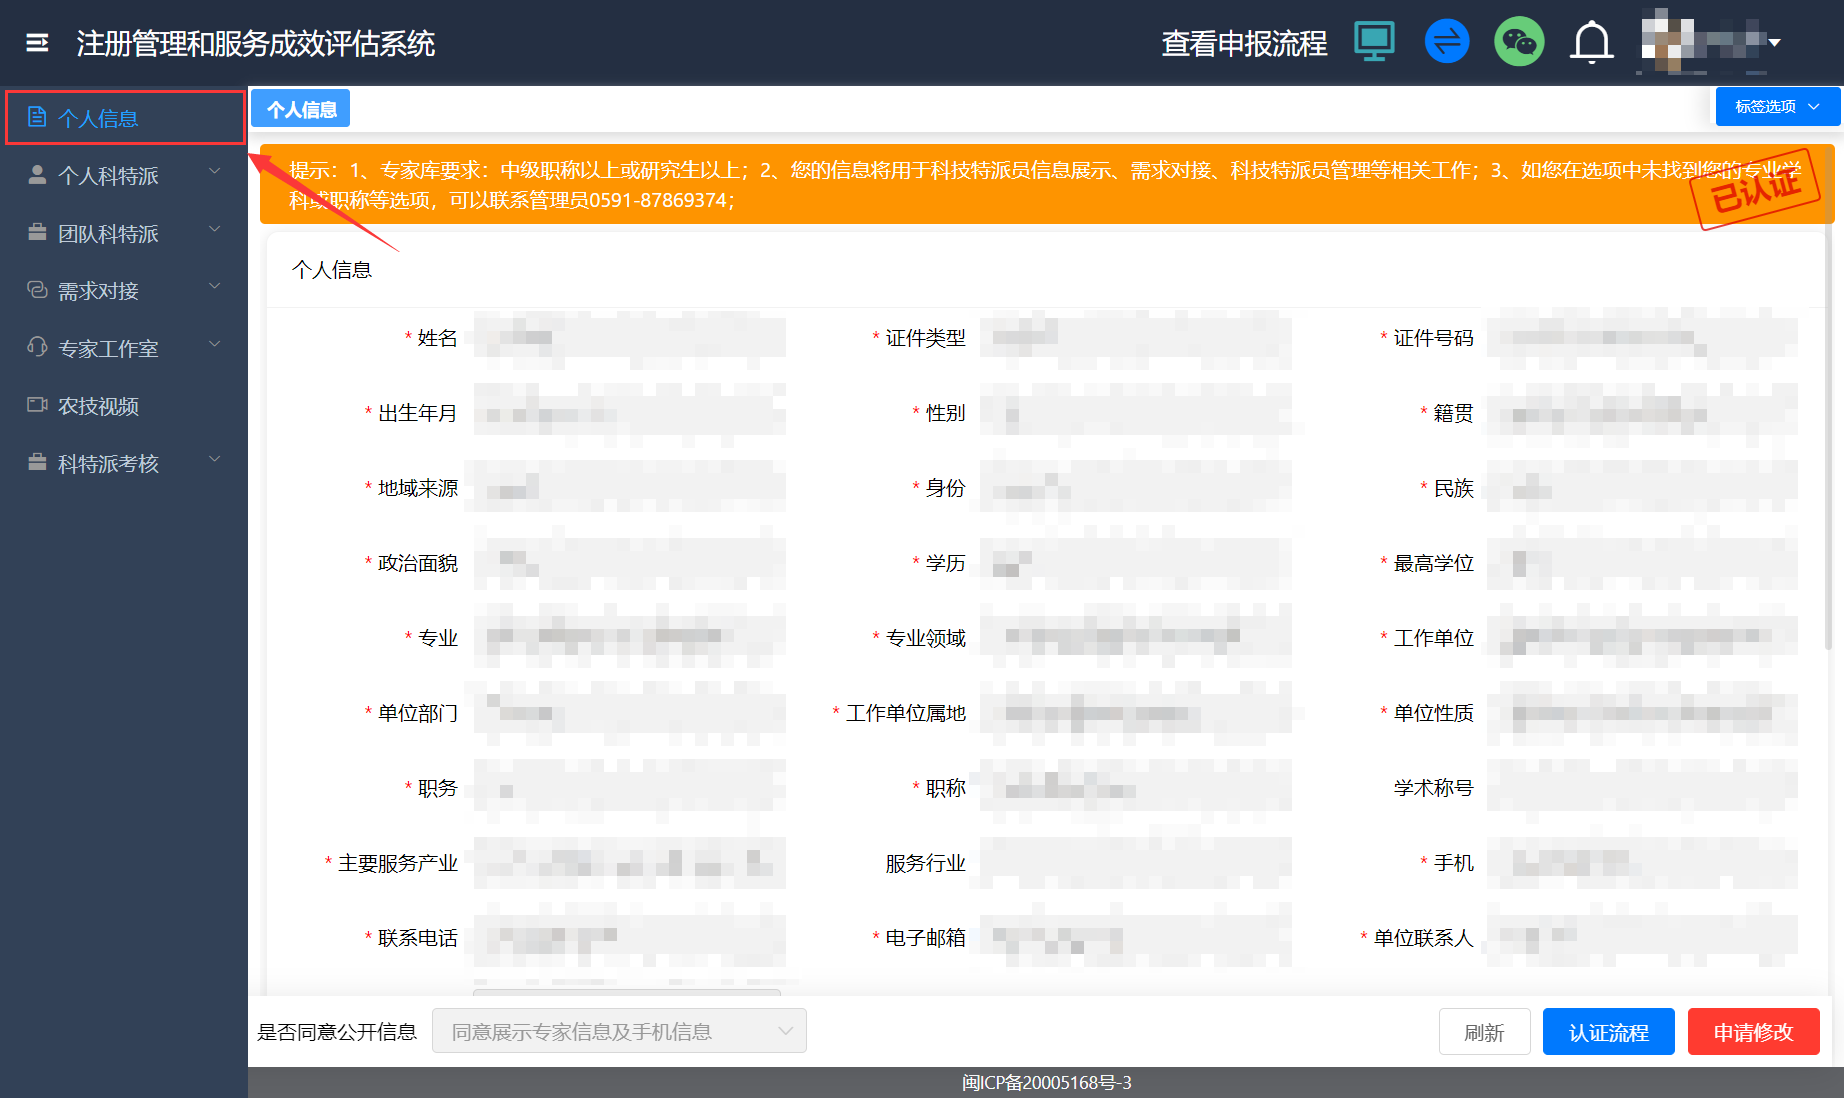 注册管理和服务成效评估系统
查看申报流程
个人信息
个人科特派
团队科特派
需求对接
专家工作室
农技视频
科特派考核
个人信息
标签选项
提示：1、专家库要求：中级职称以上或研究生以上；2、您的信息将用于科技特派员信息展示、需求对接、科技特派员管理等相关工作；3、如您在选项中未找到您的专业学
科或职称等选项，可以联系管理员0591-87869374；
已认证
个人信息
* 姓名
* 证件类型
* 证件号码
* 出生年月
* 性别
* 籍贯
* 地域来源
* 身份
* 民族
* 政治面貌
* 学历
* 最高学位
* 专业
* 专业领域
* 工作单位
* 单位部门
* 工作单位属地
* 单位性质
* 职务
* 职称
学术称号
* 主要服务产业
服务行业
* 手机
* 联系电话
* 电子邮箱
* 单位联系人
是否同意公开信息
同意展示专家信息及手机信息
刷新
认证流程
申请修改
闽ICP备20005168号-3